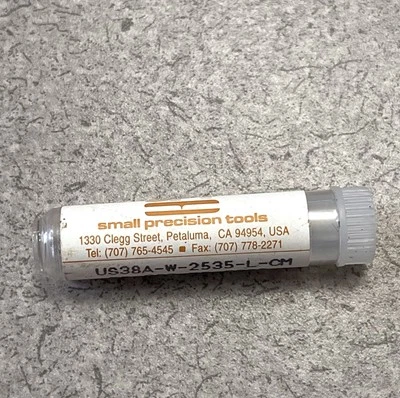 small precision tools
1330 Clegg Street, Petaluma, CA 94954, USA
Tel: (707) 765-4545 ■ Fax: (707) 778-2271
US38A-W-2535-L-CM